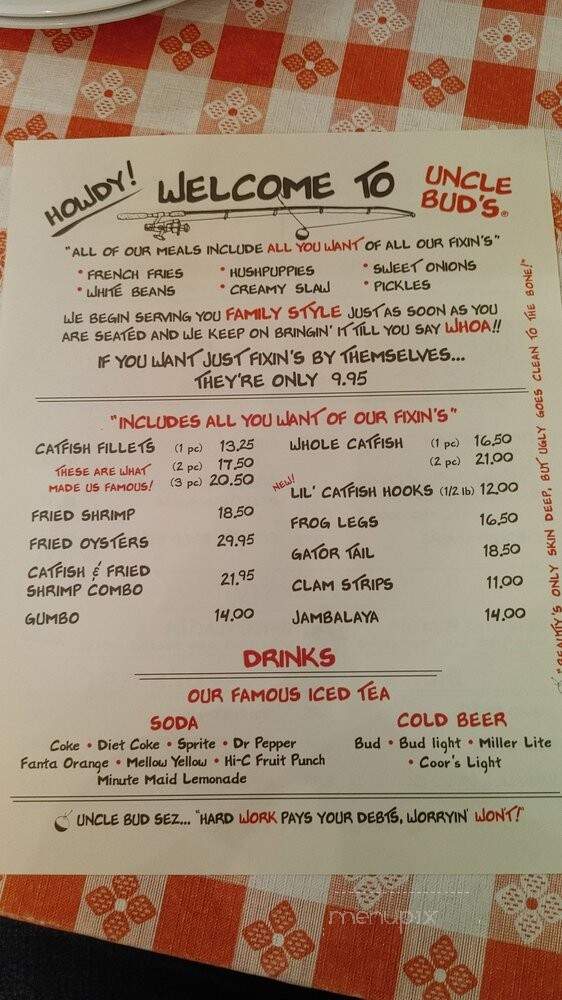 HOWDY! WELCOME TO UNCLE BUD'S®
"ALL OF OUR MEALS INCLUDE ALL YOU WANT OF ALL OUR FIXIN'S"
• FRENCH FRIES • HUSHPUPPIES • SWEET ONIONS
• WHITE BEANS • CREAMY SLAW • PICKLES
WE BEGIN SERVING YOU FAMILY STYLE JUST AS SOON AS YOU
ARE SEATED AND WE KEEP ON BRINGIN' IT TILL YOU SAY WHOA!!
IF YOU WANT JUST FIXIN'S BY THEMSELVES...
THEY'RE ONLY 9.95
"INCLUDES ALL YOU WANT OF OUR FIXIN'S"
CATFISH FILLETS (1 pc) 13.25
THESE ARE WHAT (2 pc) 17.50
MADE US FAMOUS! (3 pc) 20.50
FRIED SHRIMP 18.50
FRIED OYSTERS 29.95
CATFISH & FRIED
SHRIMP COMBO 21.95
GUMBO 14.00
WHOLE CATFISH (1 pc) 16.50
(2 pc) 21.00
NEW! LIL' CATFISH HOOKS (1/2 lb) 12.00
FROG LEGS 16.50
GATOR TAIL 18.50
CLAM STRIPS 11.00
JAMBALAYA 14.00
"BEAUTY'S ONLY SKIN DEEP, BUT UGLY GOES CLEAN TO THE BONE!"
DRINKS
OUR FAMOUS ICED TEA
SODA
Coke • Diet Coke • Sprite • Dr Pepper
Fanta Orange • Mellow Yellow • Hi-C Fruit Punch
Minute Maid Lemonade
COLD BEER
Bud • Bud light • Miller Lite
• Coor's Light
UNCLE BUD SEZ... "HARD WORK PAYS YOUR DEBTS, WORRYIN' WON'T!"
menupix